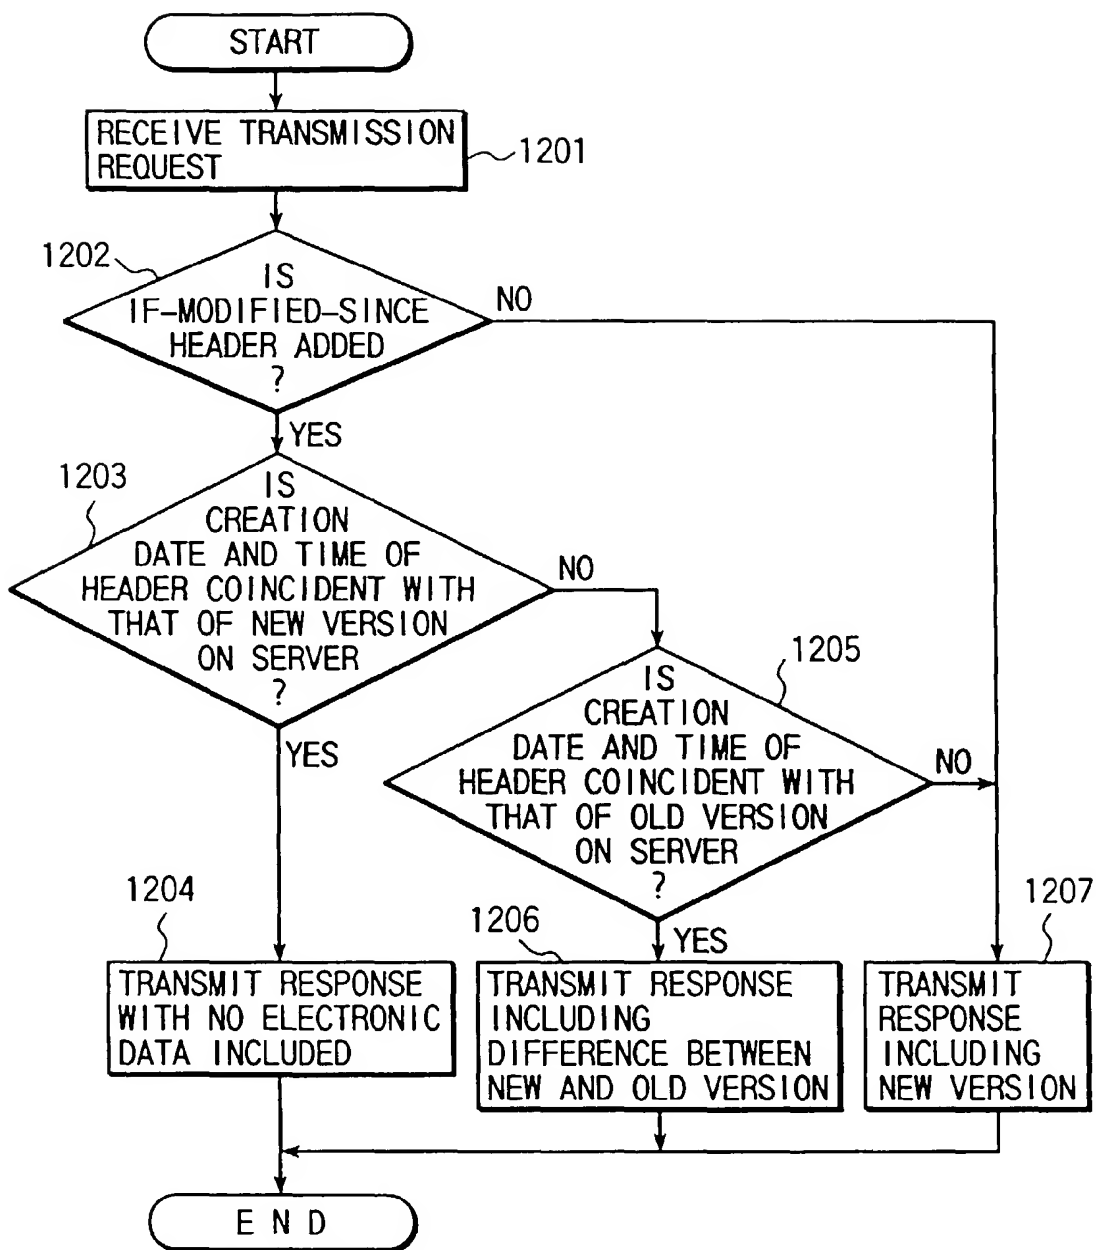 START
RECEIVE TRANSMISSION
REQUEST
1201
1202
IS
IF-MODIFIED-SINCE
HEADER ADDED
?
NO
YES
1203
IS
CREATION
DATE AND TIME OF
HEADER COINCIDENT WITH
THAT OF NEW VERSION
ON SERVER
?
NO
YES
1205
IS
CREATION
DATE AND TIME OF
HEADER COINCIDENT WITH
THAT OF OLD VERSION
ON SERVER
?
NO
YES
1204
TRANSMIT RESPONSE
WITH NO ELECTRONIC
DATA INCLUDED
1206
TRANSMIT RESPONSE
INCLUDING
DIFFERENCE BETWEEN
NEW AND OLD VERSION
1207
TRANSMIT
RESPONSE
INCLUDING
NEW VERSION
END